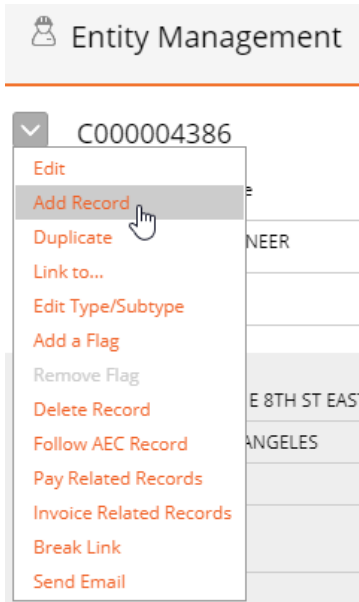 Entity Management
C000004386
Edit
Add Record
Duplicate
NEER
Link to...
Edit Type/Subtype
Add a Flag
Remove Flag
Delete Record
E 8TH ST EAS
Follow AEC Record
ANGELES
Pay Related Records
Invoice Related Records
Break Link
Send Email